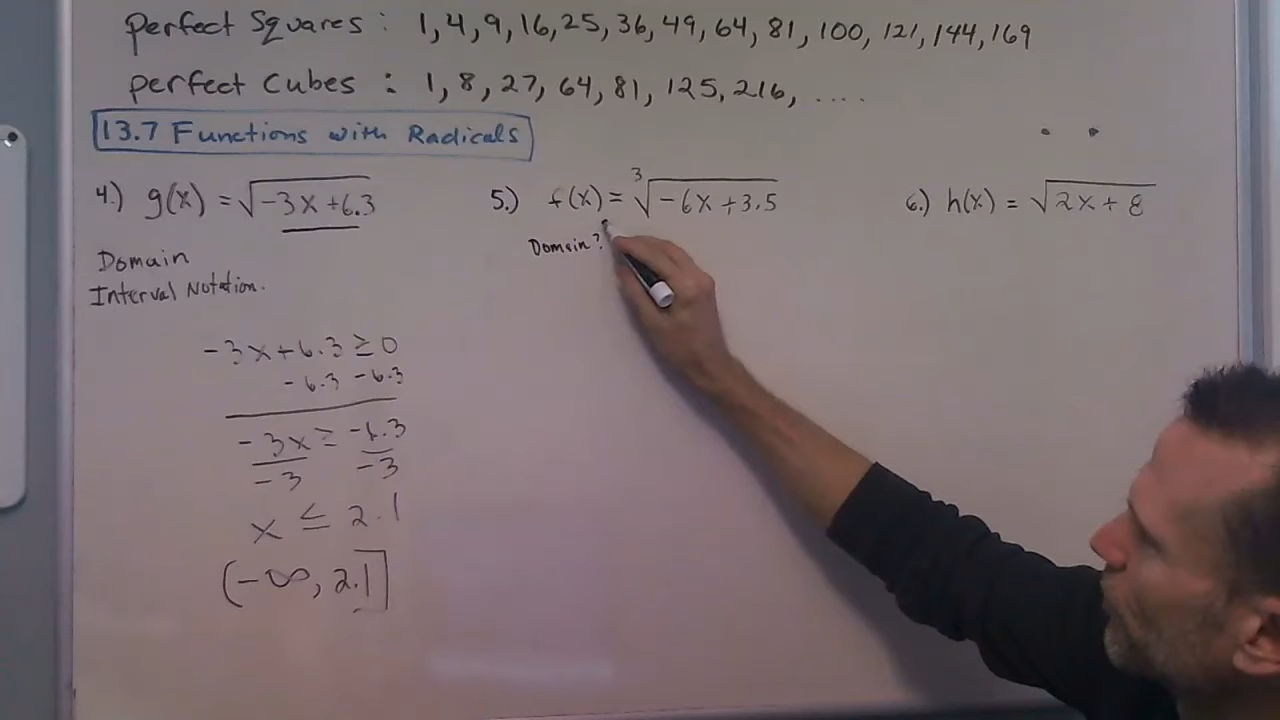 perfect Squares : 1, 4, 9, 16, 25, 36, 49, 64, 81, 100, 121, 144, 169
perfect Cubes : 1, 8, 27, 64, 81, 125, 216, ....
13.7 Functions with Radicals
4.) g(x) = √(-3x + 6.3)
Domain
Interval Notation.
-3x + 6.3 ≥ 0
-6.3 -6.3
-3x ≥ -6.3
-3 -3
x ≤ 2.1
(-∞, 2.1]
5.) f(x) = ∛(-6x + 3.5)
Domain?
6.) h(x) = √(2x + 8)